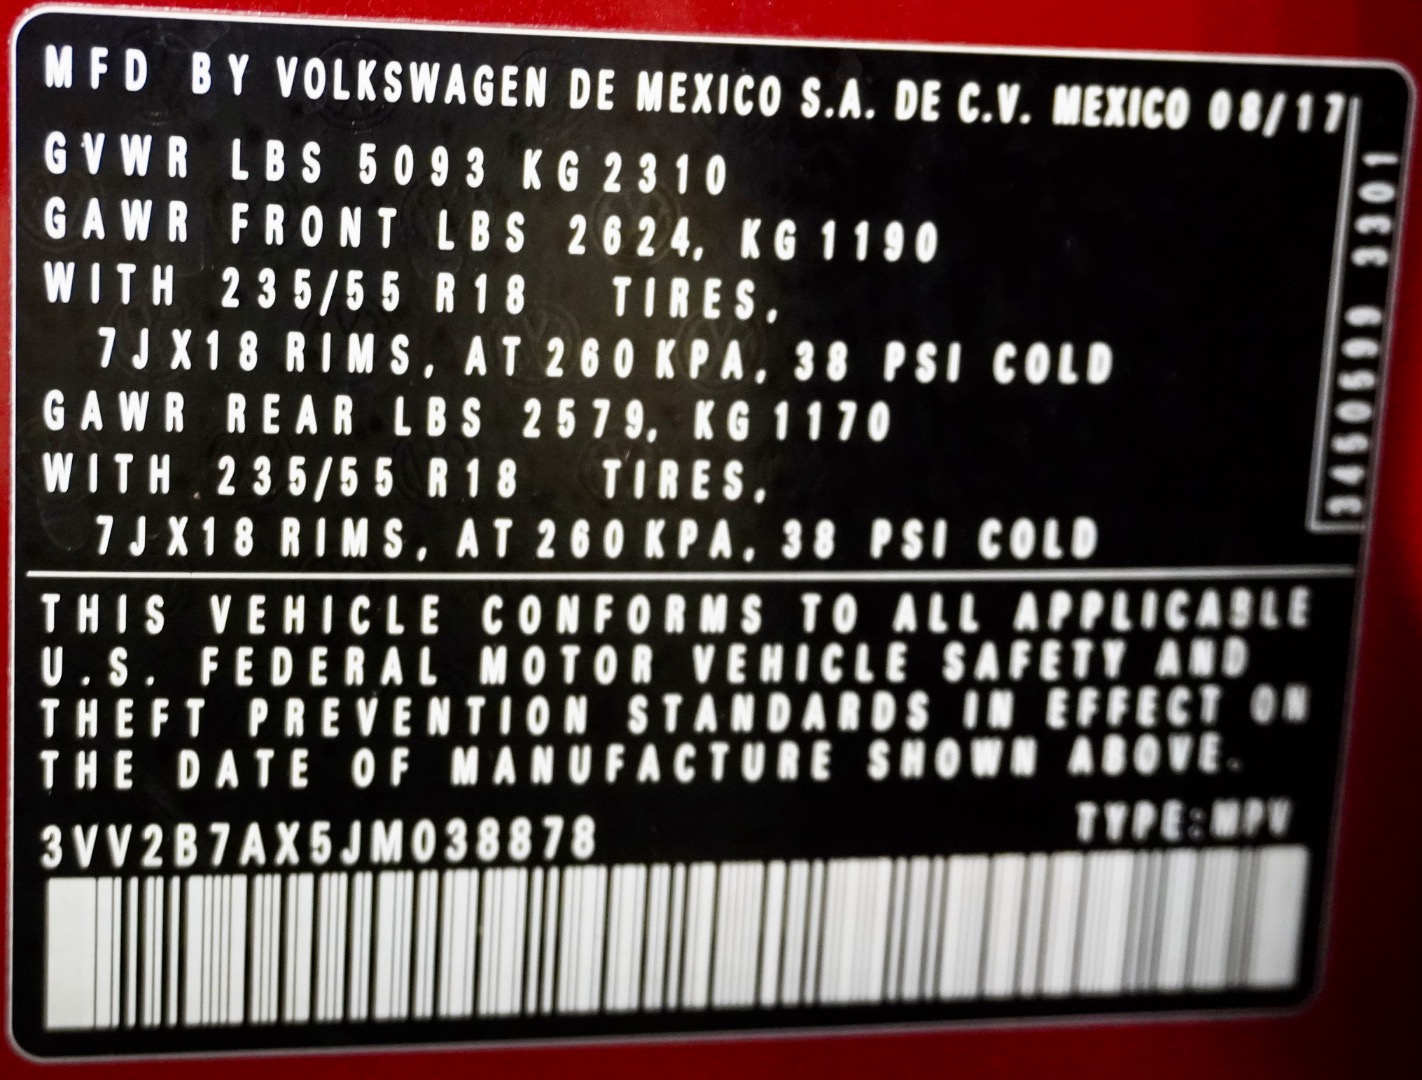 MFD BY VOLKSWAGEN DE MEXICO S.A. DE C.V. MEXICO 08/17
GVWR LBS 5093 KG 2310
GAWR FRONT LBS 2624, KG 1190
WITH 235/55 R18 TIRES,
7JX18 RIMS, AT 260 KPA, 38 PSI COLD
GAWR REAR LBS 2579, KG 1170
WITH 235/55 R18 TIRES,
7JX18 RIMS, AT 260 KPA, 38 PSI COLD
THIS VEHICLE CONFORMS TO ALL APPLICABLE
U.S. FEDERAL MOTOR VEHICLE SAFETY AND
THEFT PREVENTION STANDARDS IN EFFECT ON
THE DATE OF MANUFACTURE SHOWN ABOVE.
3VV2B7AX5JM038878
TYPE:MPV
3301